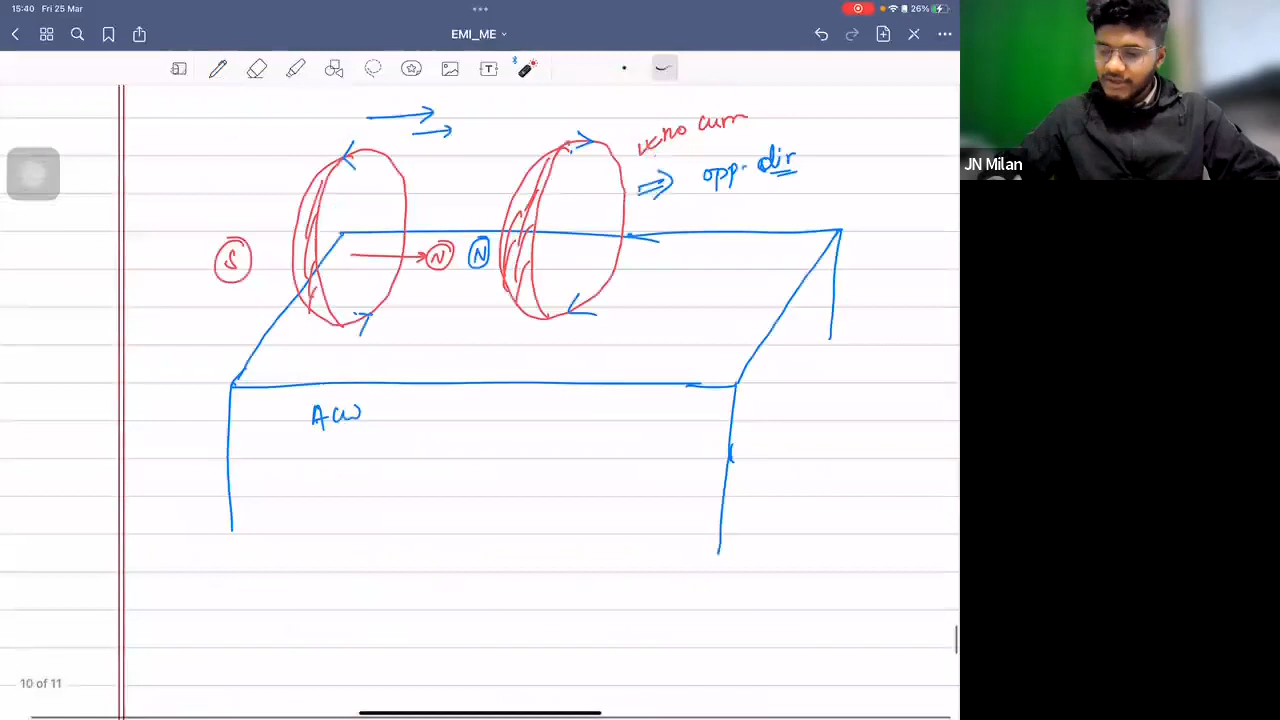 15:40 Fri 25 Mar
26%
EMI_ME
no curr
opp. dir
JN Milan
S
N
N
ACW
10 of 11